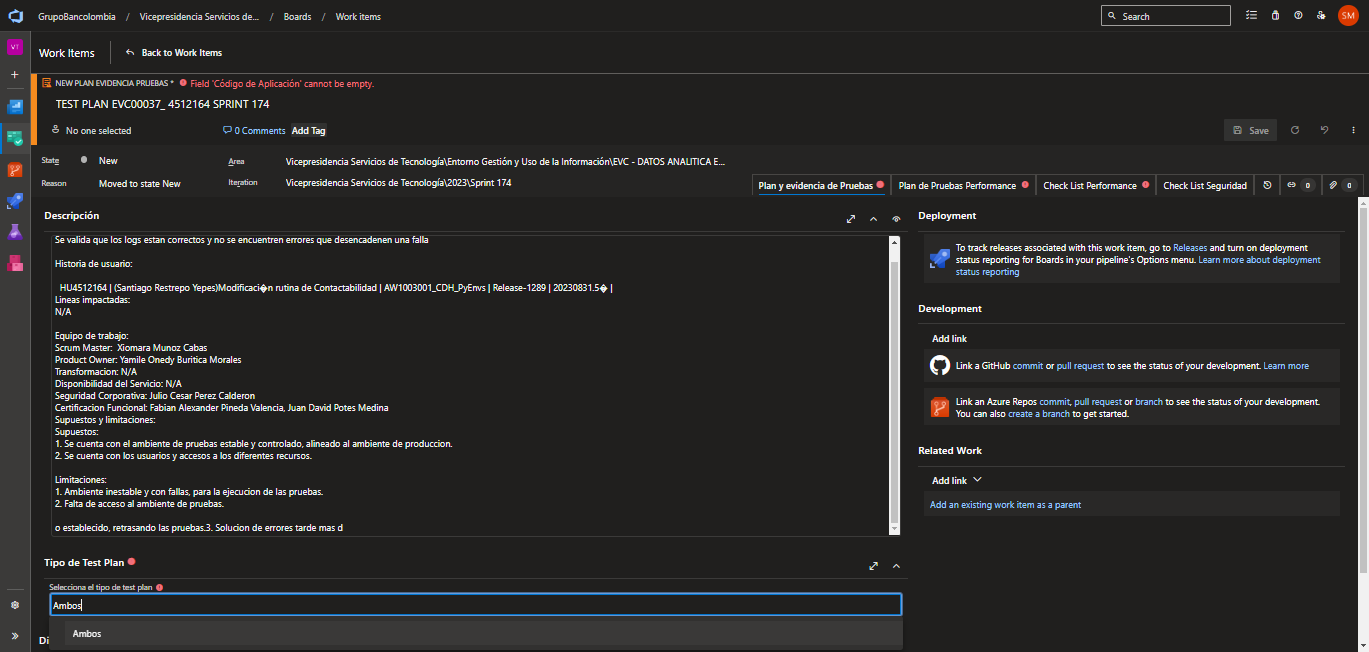 GrupoBancolombia / Vicepresidencia Servicios de... / Boards / Work items
Search
SM
VT
Work Items
Back to Work Items
NEW PLAN EVIDENCIA PRUEBAS * Field 'Código de Aplicación' cannot be empty.
TEST PLAN EVC00037_ 4512164 SPRINT 174
No one selected
0 Comments
Add Tag
Save
State
New
Area
Vicepresidencia Servicios de Tecnología\Entorno Gestión y Uso de la Información\EVC - DATOS ANALITICA E...
Reason
Moved to state New
Iteration
Vicepresidencia Servicios de Tecnología\2023\Sprint 174
Plan y evidencia de Pruebas
Plan de Pruebas Performance
Check List Performance
Check List Seguridad
0
0
Descripción
Se valida que los logs estan correctos y no se encuentren errores que desencadenen una falla
Historia de usuario:
HU4512164 | (Santiago Restrepo Yepes)Modificaci�n rutina de Contactabilidad | AW1003001_CDH_PyEnvs | Release-1289 | 20230831.5� |
Lineas impactadas:
N/A
Equipo de trabajo:
Scrum Master: Xiomara Munoz Cabas
Product Owner: Yamile Onedy Buritica Morales
Transformacion: N/A
Disponibilidad del Servicio: N/A
Seguridad Corporativa: Julio Cesar Perez Calderon
Certificacion Funcional: Fabian Alexander Pineda Valencia, Juan David Potes Medina
Supuestos y limitaciones:
Supuestos:
1. Se cuenta con el ambiente de pruebas estable y controlado, alineado al ambiente de produccion.
2. Se cuenta con los usuarios y accesos a los diferentes recursos.
Limitaciones:
1. Ambiente inestable y con fallas, para la ejecucion de las pruebas.
2. Falta de acceso al ambiente de pruebas.
o establecido, retrasando las pruebas.3. Solucion de errores tarde mas d
Tipo de Test Plan
Selecciona el tipo de test plan
Ambos
Ambos
Di
Deployment
To track releases associated with this work item, go to Releases and turn on deployment
status reporting for Boards in your pipeline's Options menu. Learn more about deployment
status reporting
Development
Add link
Link a GitHub commit or pull request to see the status of your development. Learn more
Link an Azure Repos commit, pull request or branch to see the status of your development.
You can also create a branch to get started.
Related Work
Add link
Add an existing work item as a parent